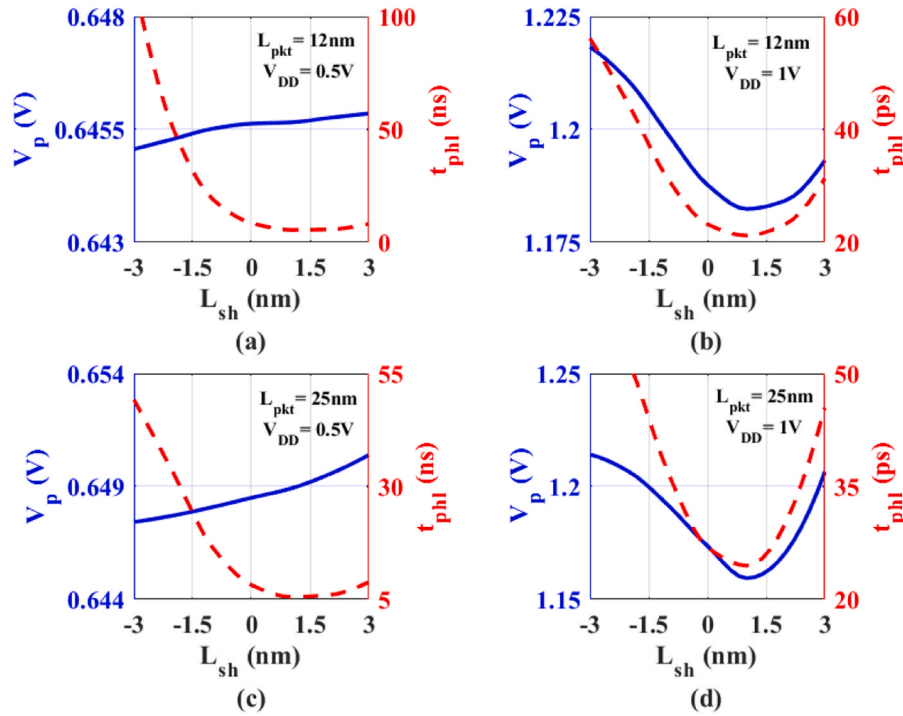 0.648
100
L_pkt = 12nm
V_DD = 0.5V
V_p (V)
0.6455
50
t_phl (ns)
0.643
0
-3 -1.5 0 1.5 3
L_sh (nm)
(a)
1.225
60
L_pkt = 12nm
V_DD = 1V
V_p (V)
1.2
40
t_phl (ps)
1.175
20
-3 -1.5 0 1.5 3
L_sh (nm)
(b)
0.654
55
L_pkt = 25nm
V_DD = 0.5V
V_p (V)
0.649
30
t_phl (ns)
0.644
5
-3 -1.5 0 1.5 3
L_sh (nm)
(c)
1.25
50
L_pkt = 25nm
V_DD = 1V
V_p (V)
1.2
35
t_phl (ps)
1.15
20
-3 -1.5 0 1.5 3
L_sh (nm)
(d)